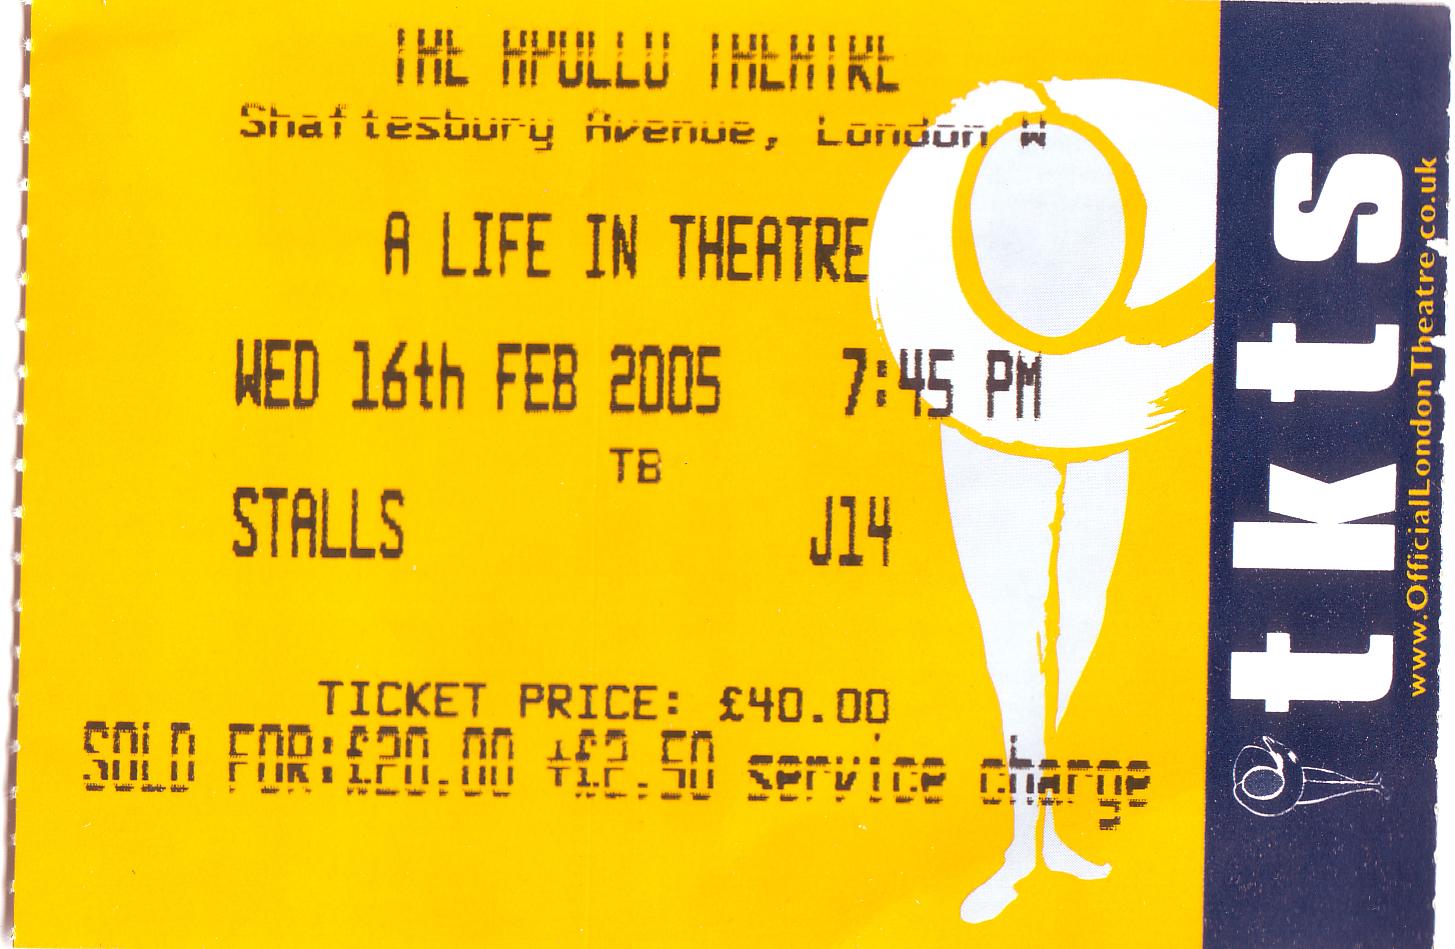 THE APOLLO THEATRE
Shaftesbury Avenue, London W
A LIFE IN THEATRE
WED 16th FEB 2005 7:45 PM
TB
STALLS J14
TICKET PRICE: £40.00
SOLD FOR:£20.00 +£2.50 service charge
tkts
www.OfficialLondonTheatre.co.uk